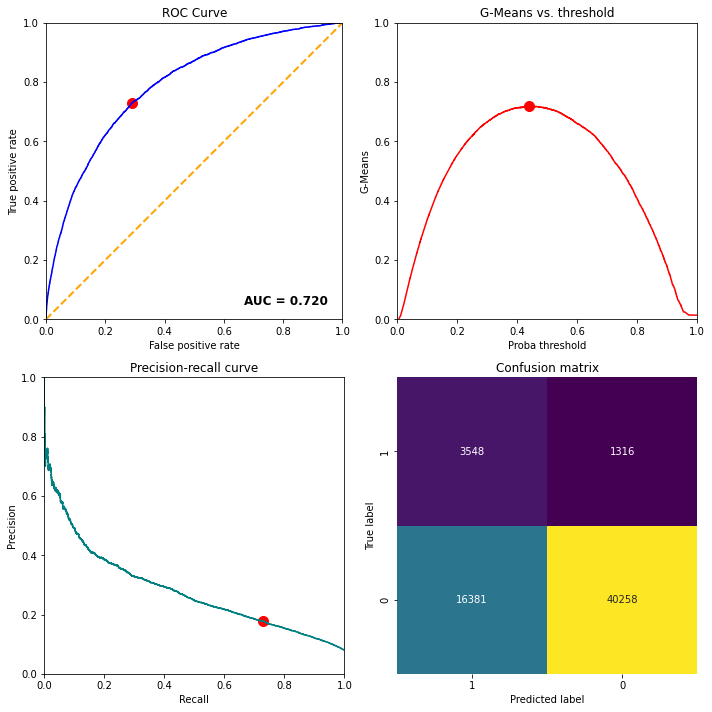 ROC Curve
1.0
0.8
0.6
0.4
0.2
0.0
True positive rate
AUC = 0.720
0.0 0.2 0.4 0.6 0.8 1.0
False positive rate
G-Means vs. threshold
1.0
0.8
0.6
0.4
0.2
0.0
G-Means
0.0 0.2 0.4 0.6 0.8 1.0
Proba threshold
Precision-recall curve
1.0
0.8
0.6
0.4
0.2
0.0
Precision
0.0 0.2 0.4 0.6 0.8 1.0
Recall
Confusion matrix
1
3548 1316
True label
0
16381 40258
1 0
Predicted label